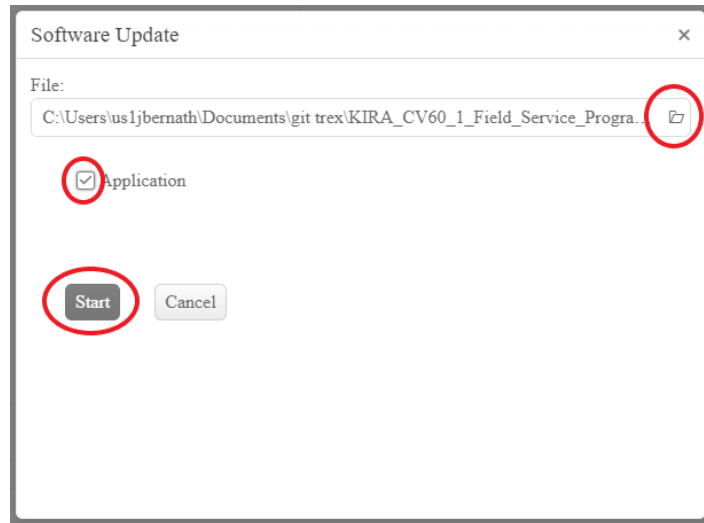 Software Update
File:
C:\Users\us1jbernath\Documents\git trex\KIRA_CV60_1_Field_Service_Progra...
Application
Start
Cancel